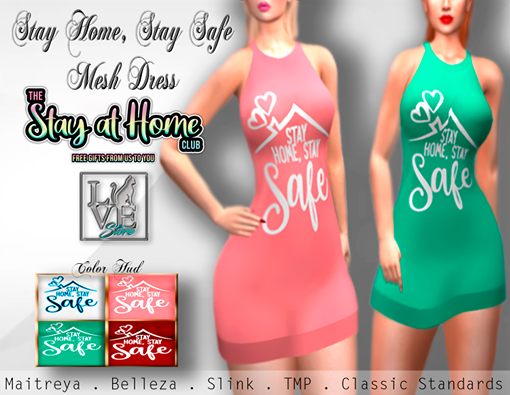 Stay Home, Stay Safe
Mesh Dress
THE
Stay at Home
CLUB
FREE GIFTS FROM US TO YOU
LOVE
Store
Color Hud
STAY
HOME, STAY
Safe
STAY
HOME, STAY
Safe
STAY
HOME, STAY
Safe
STAY
HOME, STAY
Safe
STAY
HOME, STAY
Safe
STAY
HOME, STAY
Safe
Maitreya . Belleza . Slink . TMP . Classic Standards